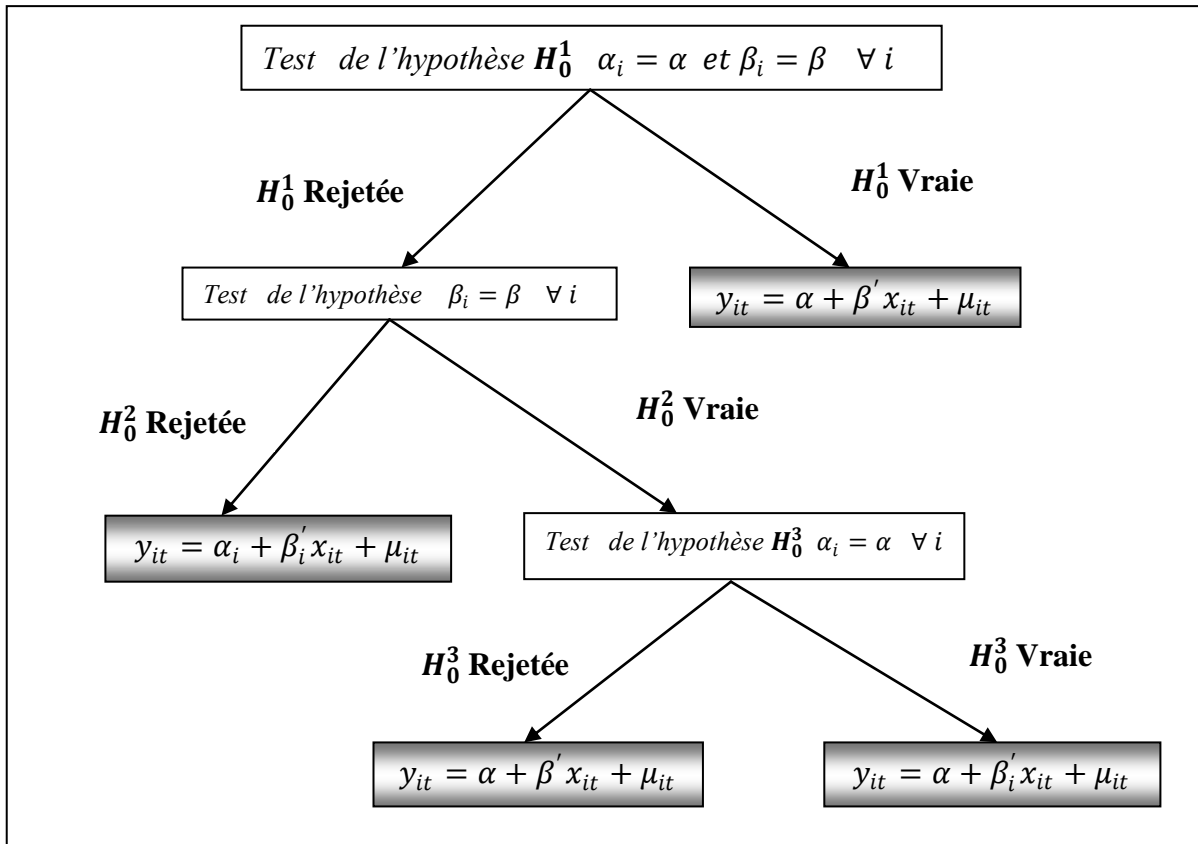 Test de l'hypothèse H₀¹ αᵢ = α et βᵢ = β ∀ i
H₀¹ Rejetée
H₀¹ Vraie
Test de l'hypothèse βᵢ = β ∀ i
yᵢₜ = α + β′xᵢₜ + μᵢₜ
H₀² Rejetée
H₀² Vraie
yᵢₜ = αᵢ + βᵢ′xᵢₜ + μᵢₜ
Test de l'hypothèse H₀³ αᵢ = α ∀ i
H₀³ Rejetée
H₀³ Vraie
yᵢₜ = α + β′xᵢₜ + μᵢₜ
yᵢₜ = α + βᵢ′xᵢₜ + μᵢₜ